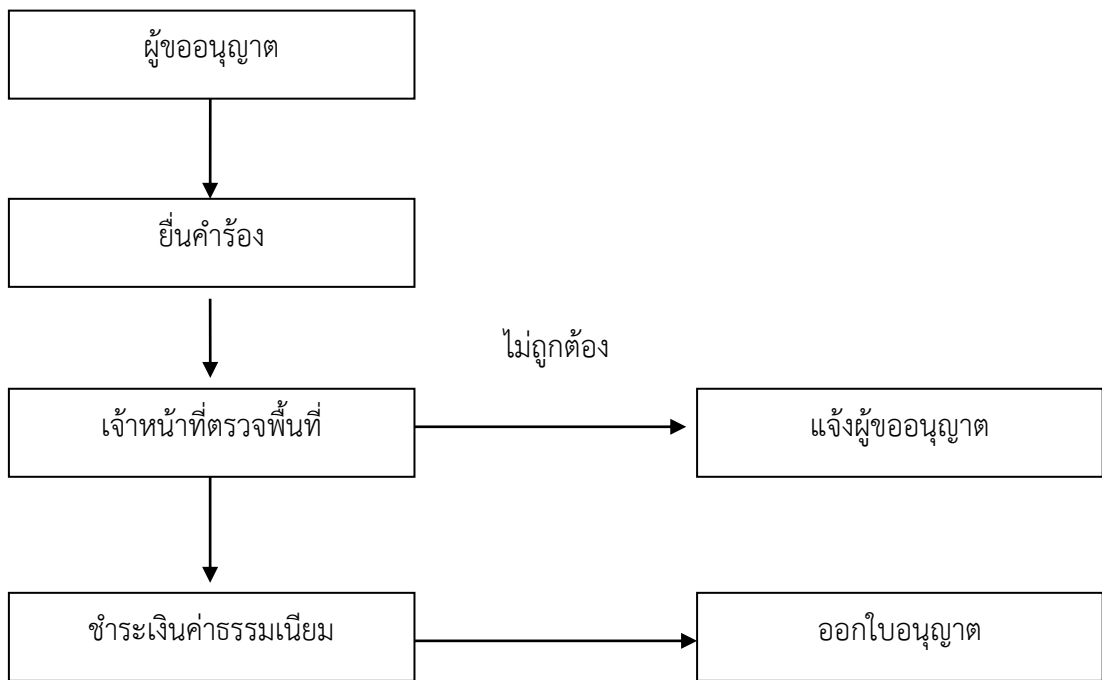 ผู้ขออนุญาต
ยื่นคำร้อง
ไม่ถูกต้อง
เจ้าหน้าที่ตรวจพื้นที่
แจ้งผู้ขออนุญาต
ชำระเงินค่าธรรมเนียม
ออกใบอนุญาต